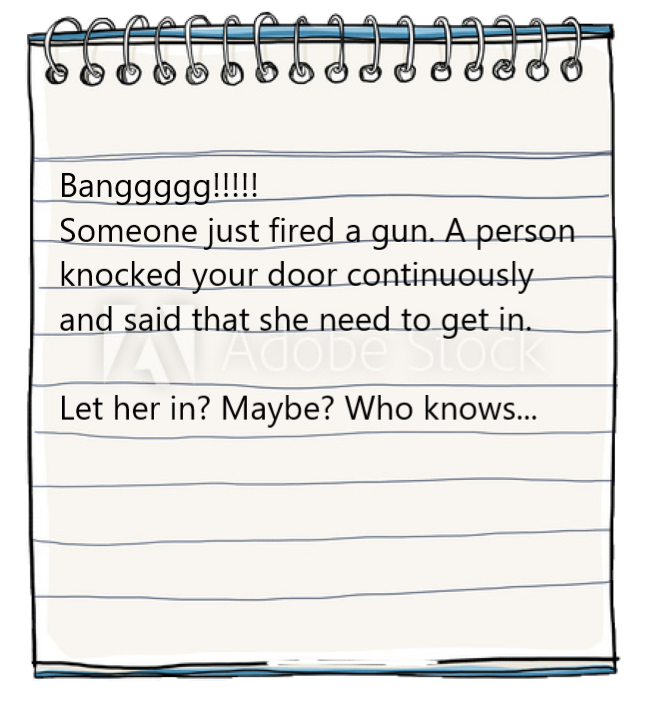 Banggggg!!!!!
Someone just fired a gun. A person
knocked your door continuously
and said that she need to get in.
Adobe Stock
Let her in? Maybe? Who knows...